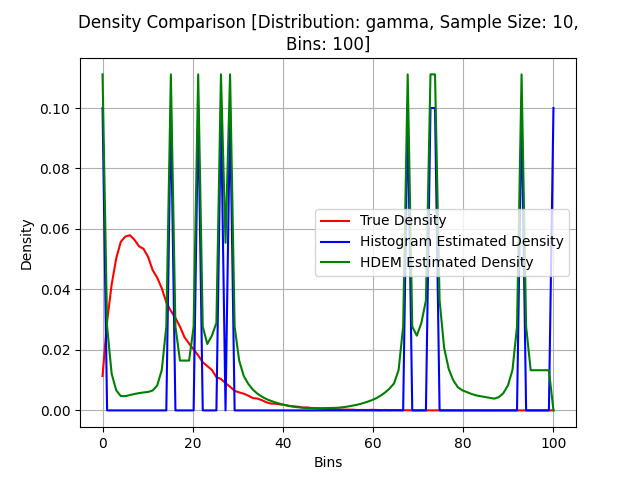 Density Comparison [Distribution: gamma, Sample Size: 10,
Bins: 100]
Density
0.10
0.08
0.06
0.04
0.02
0.00
True Density
Histogram Estimated Density
HDEM Estimated Density
0 20 40 60 80 100
Bins